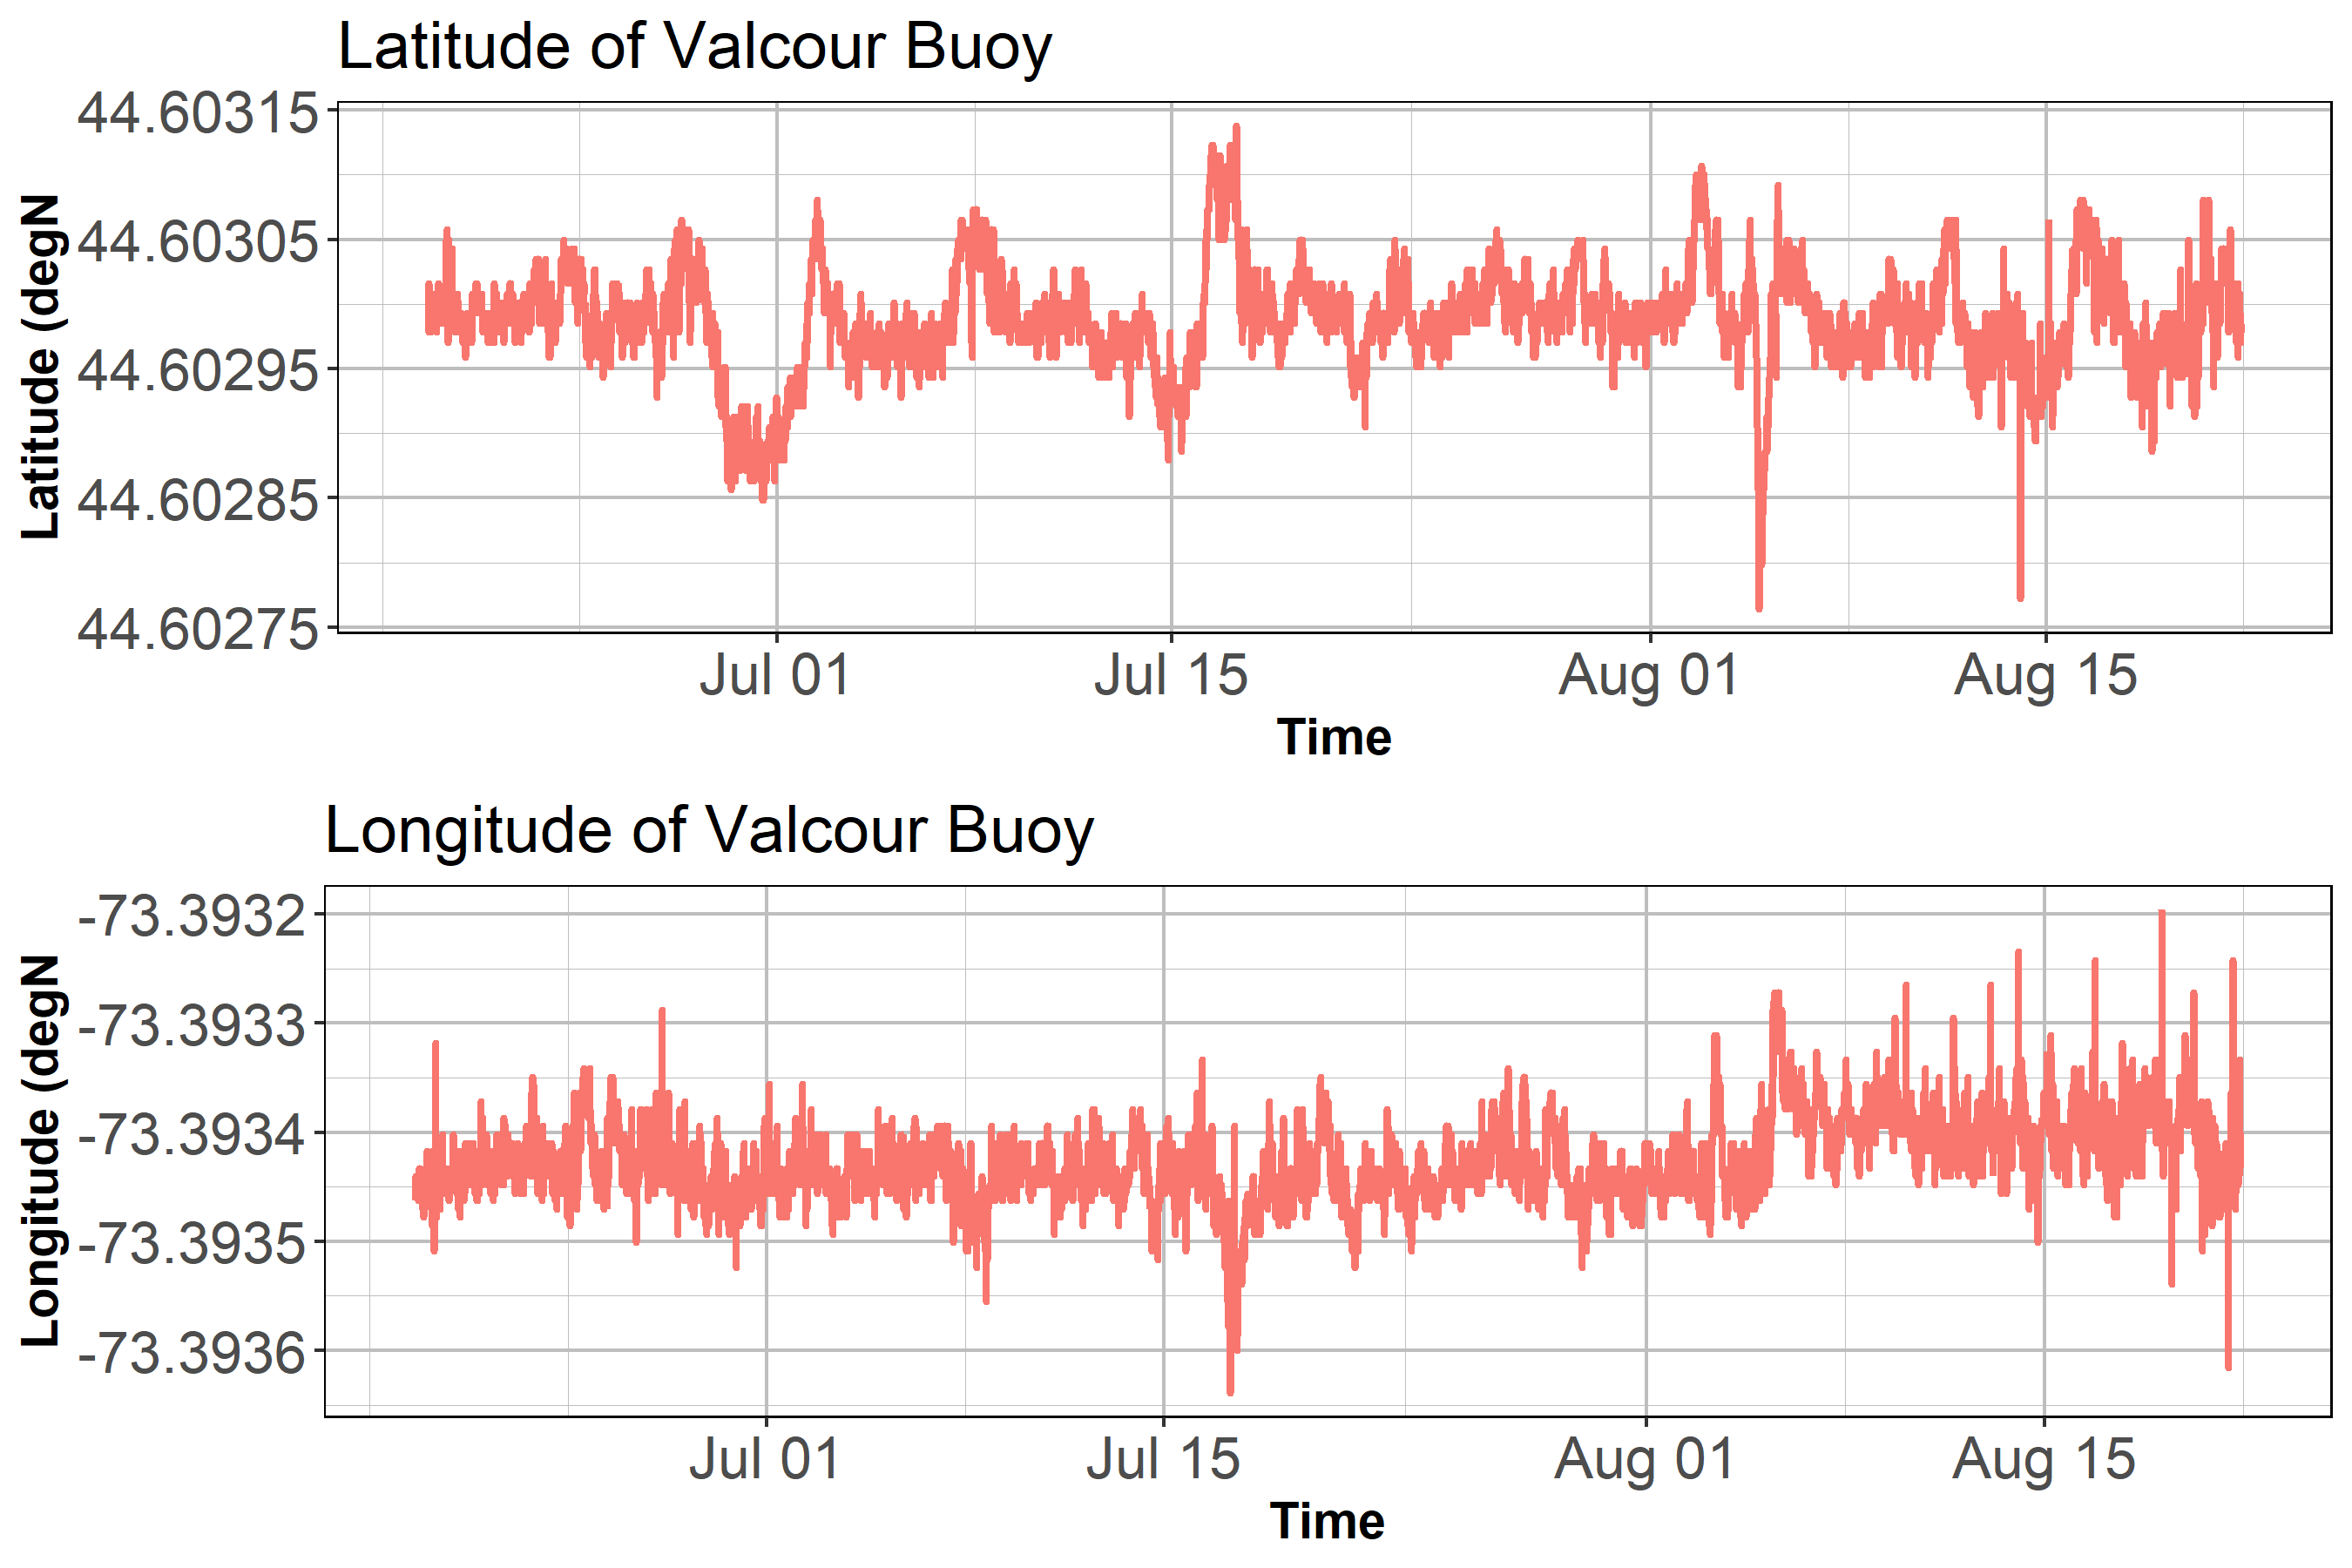 Latitude of Valcour Buoy
44.60315
44.60305
44.60295
44.60285
44.60275
Latitude (degN
Jul 01 Jul 15 Aug 01 Aug 15
Time
Longitude of Valcour Buoy
-73.3932
-73.3933
-73.3934
-73.3935
-73.3936
Longitude (degN
Jul 01 Jul 15 Aug 01 Aug 15
Time